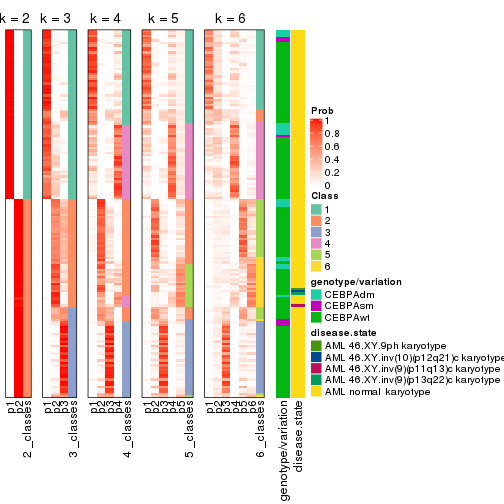 k = 2
k = 3
k = 4
k = 5
k = 6
Prob
1
0.8
0.6
0.4
0.2
0
Class
1
2
3
4
5
6
genotype/variation
CEBPAdm
CEBPAsm
CEBPAwt
disease.state
AML 46.XY.9ph karyotype
AML 46.XY.inv(10)(p12q21)c karyotype
AML 46.XY.inv(9)(p11q13)c karyotype
AML 46.XY.inv(9)(p13q22)c karyotype
AML normal karyotype
p1
p2
2_classes
p1
p2
p3
3_classes
p1
p2
p3
p4
4_classes
p1
p2
p3
p4
p5
5_classes
p1
p2
p3
p4
p5
p6
6_classes
genotype/variation
disease.state